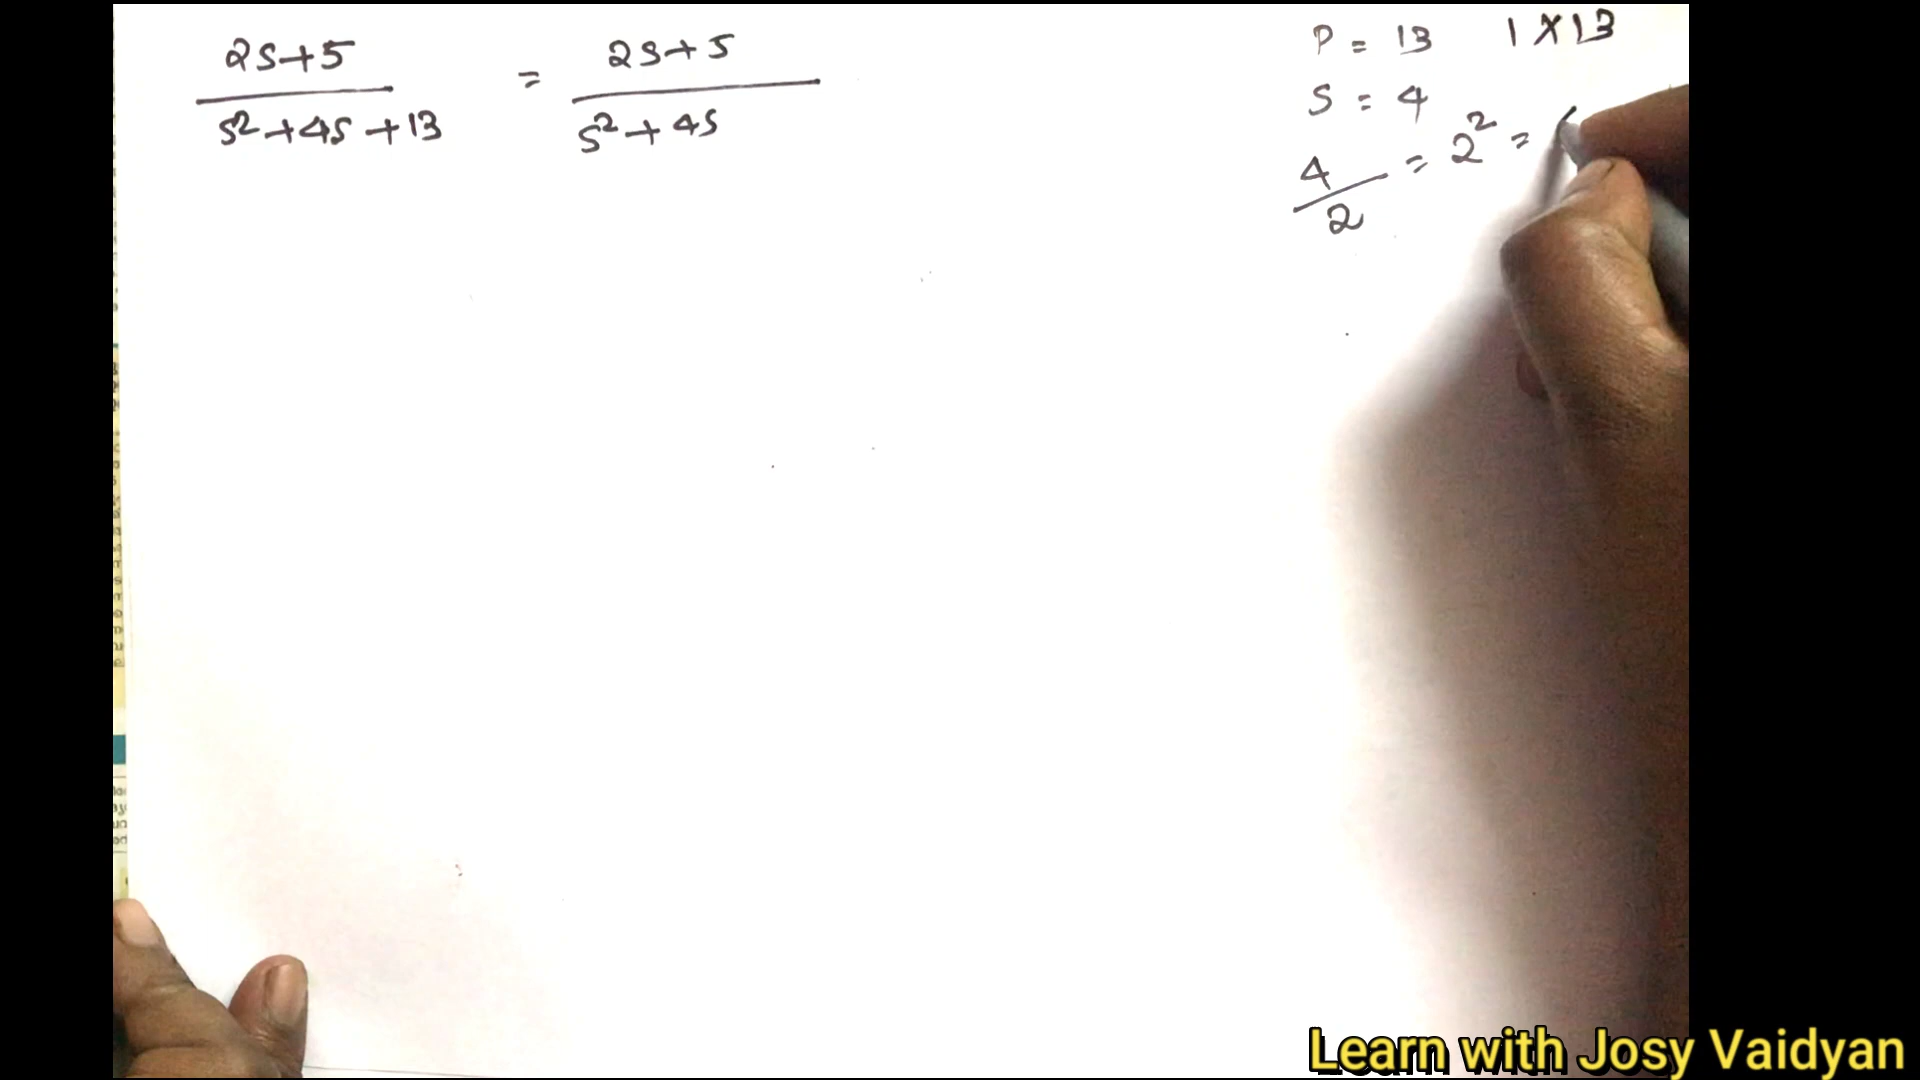 2s+5 / s²+4s+13 = 2s+5 / s²+4s
P = 13 1 X 13
S = 4
4/2 = 2² =
Learn with Josy Vaidyan